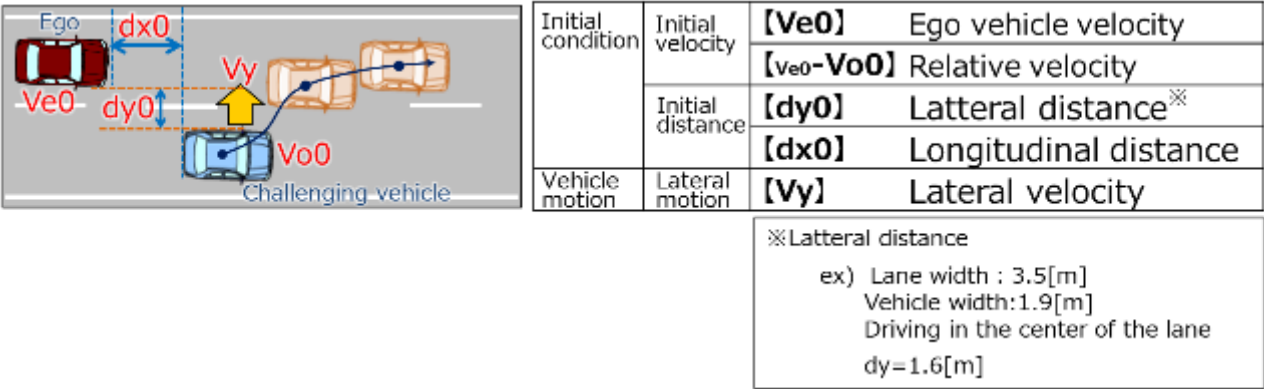 Ego
dx0
Vy
Ve0
dy0
Vo0
Challenging vehicle
Initial
condition
Initial
velocity
【Ve0】 Ego vehicle velocity
【Ve0-Vo0】 Relative velocity
Initial
distance
【dy0】 Latteral distance※
【dx0】 Longitudinal distance
Vehicle
motion
Lateral
motion
【Vy】 Lateral velocity
※Latteral distance
ex) Lane width : 3.5[m]
Vehicle width:1.9[m]
Driving in the center of the lane
dy=1.6[m]